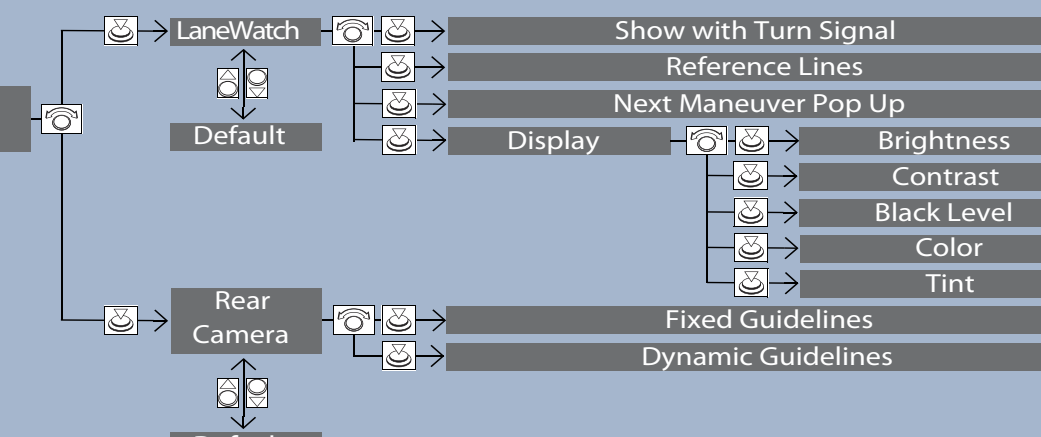 LaneWatch
Show with Turn Signal
Reference Lines
Next Maneuver Pop Up
Default
Display
Brightness
Contrast
Black Level
Color
Tint
Rear
Camera
Fixed Guidelines
Dynamic Guidelines